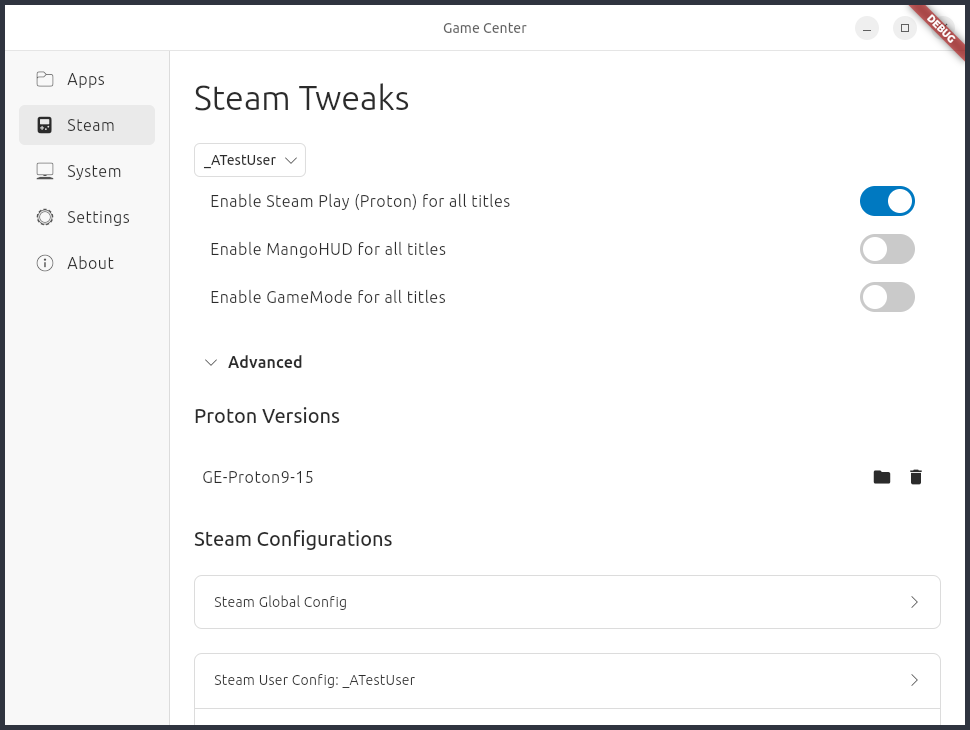 Game Center
DEBUG
Apps
Steam
System
Settings
About
Steam Tweaks
_ATestUser
Enable Steam Play (Proton) for all titles
Enable MangoHUD for all titles
Enable GameMode for all titles
Advanced
Proton Versions
GE-Proton9-15
Steam Configurations
Steam Global Config
Steam User Config: _ATestUser